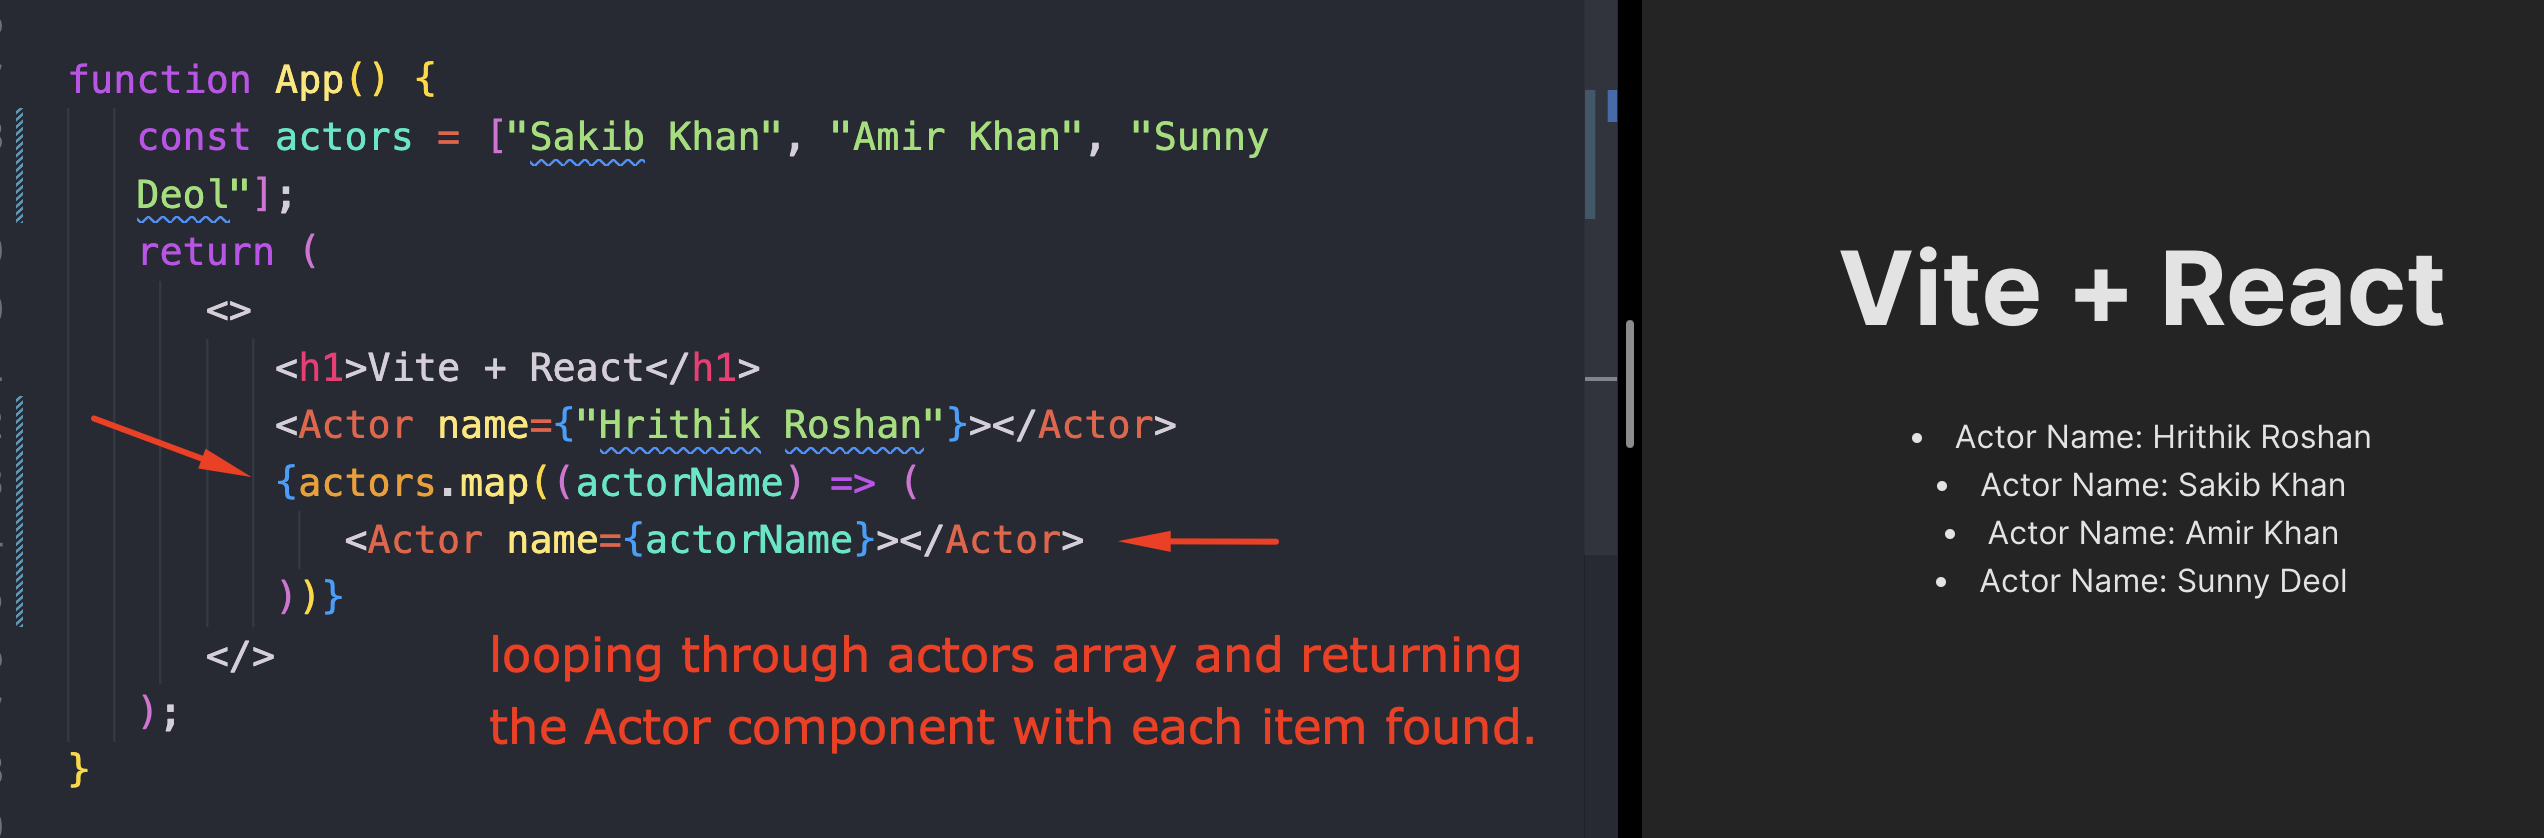 function App() {
const actors = ["Sakib Khan", "Amir Khan", "Sunny
Deol"];
return (
<>
<h1>Vite + React</h1>
<Actor name={"Hrithik Roshan"}></Actor>
{actors.map((actorName) => (
<Actor name={actorName}></Actor>
))}
</>
);
}
looping through actors array and returning
the Actor component with each item found.
Vite + React
• Actor Name: Hrithik Roshan
• Actor Name: Sakib Khan
• Actor Name: Amir Khan
• Actor Name: Sunny Deol